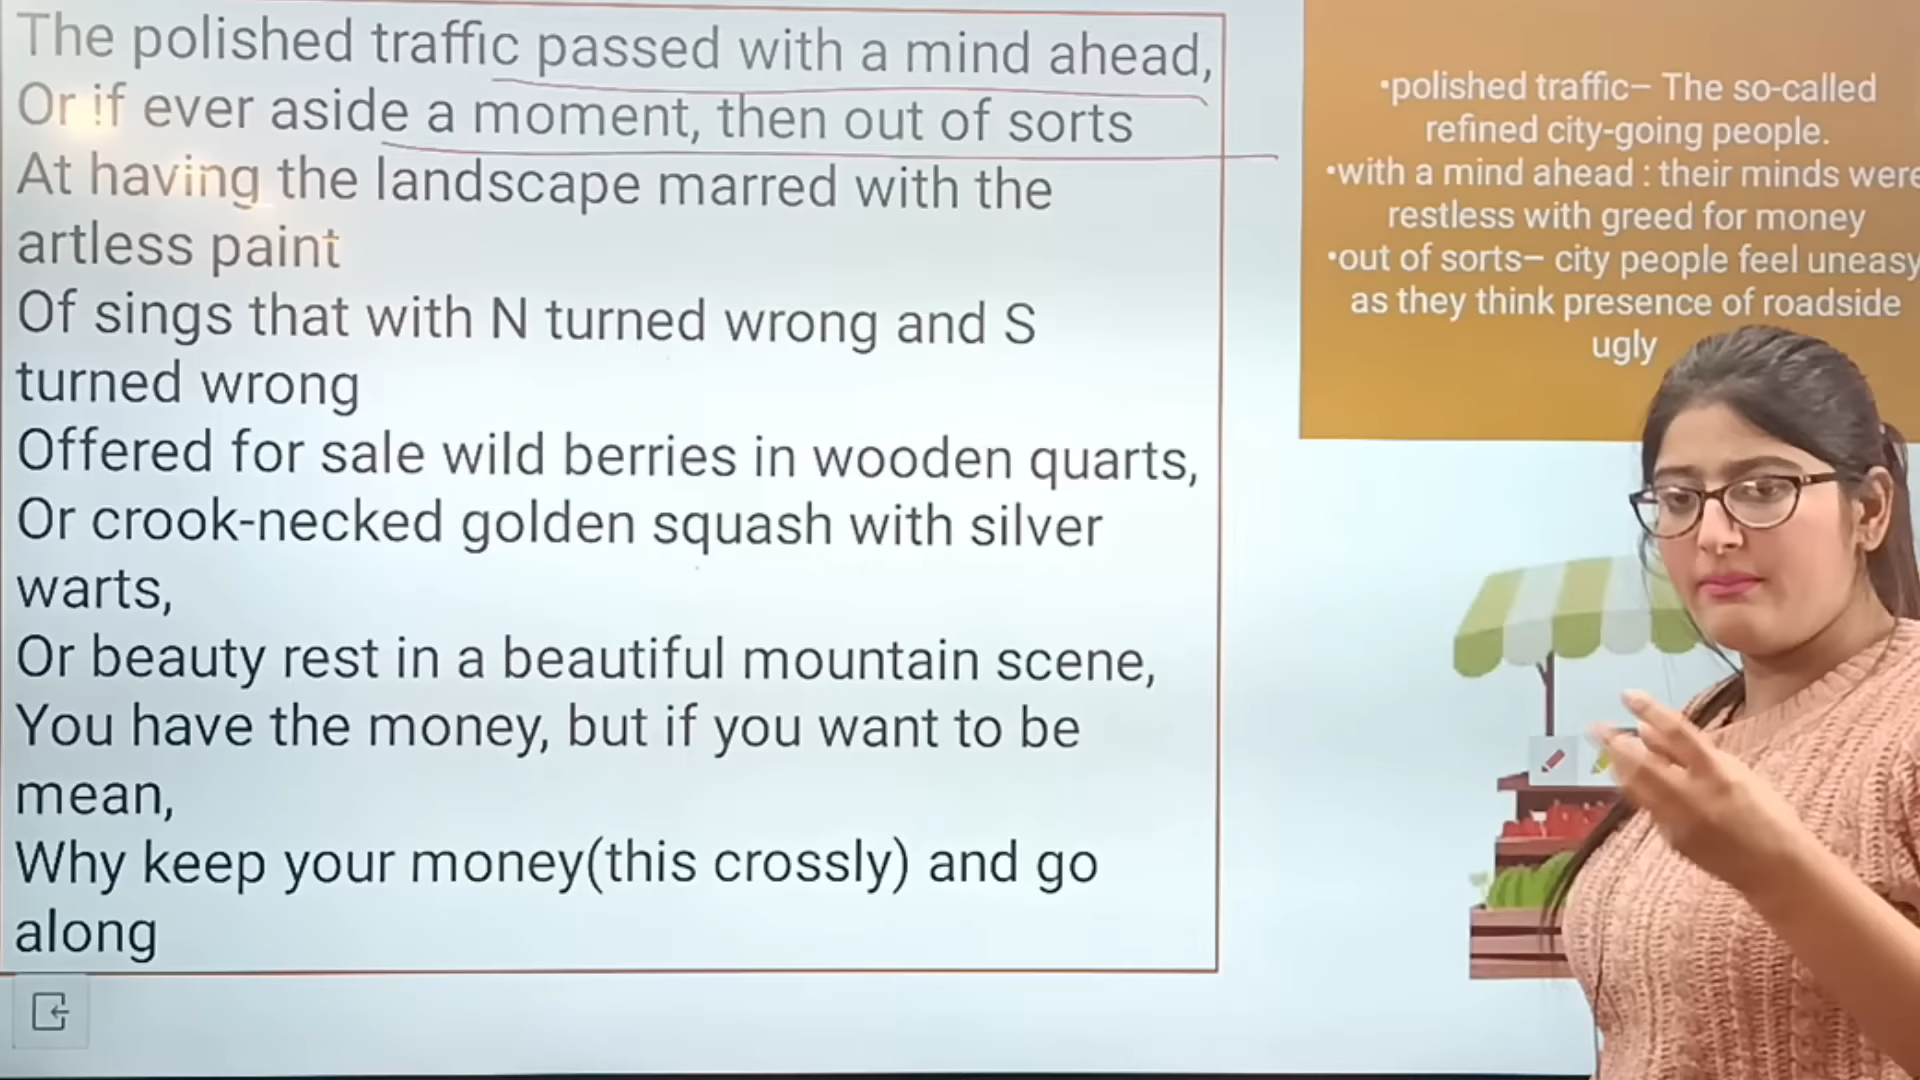 The polished traffic passed with a mind ahead,
Or if ever aside a moment, then out of sorts
At having the landscape marred with the
artless paint
Of sings that with N turned wrong and S
turned wrong
Offered for sale wild berries in wooden quarts,
Or crook-necked golden squash with silver
warts,
Or beauty rest in a beautiful mountain scene,
You have the money, but if you want to be
mean,
Why keep your money(this crossly) and go
along
•polished traffic– The so-called
refined city-going people.
•with a mind ahead : their minds were
restless with greed for money
•out of sorts– city people feel uneasy
as they think presence of roadside
ugly